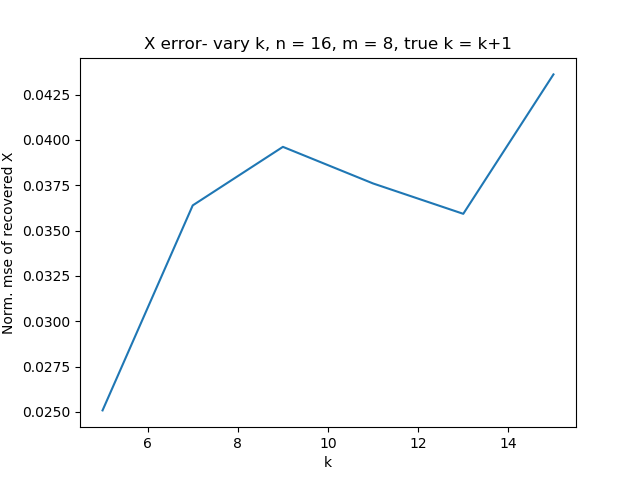 X error- vary k, n = 16, m = 8, true k = k+1
Norm. mse of recovered X
0.0425
0.0400
0.0375
0.0350
0.0325
0.0300
0.0275
0.0250
6 8 10 12 14
k